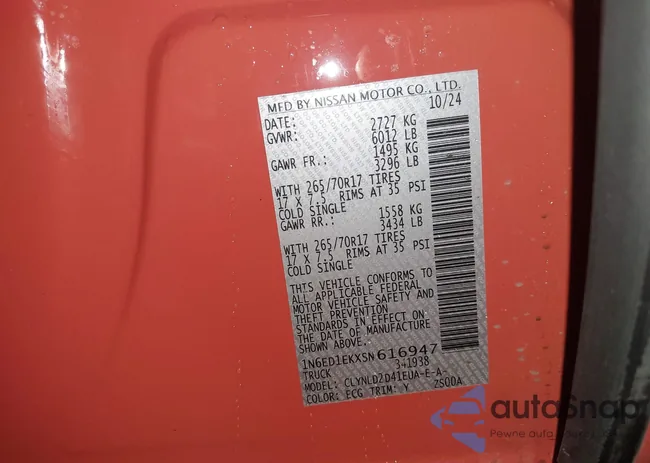 MFD BY NISSAN MOTOR CO., LTD.
DATE: 10/24
GVWR: 2727 KG
6012 LB
GAWR FR.: 1495 KG
3296 LB
WITH 265/70R17 TIRES
17 X 7.5 RIMS AT 35 PSI
COLD SINGLE
GAWR RR.: 1558 KG
3434 LB
WITH 265/70R17 TIRES
17 X 7.5 RIMS AT 35 PSI
COLD SINGLE
THIS VEHICLE CONFORMS TO
ALL APPLICABLE FEDERAL
MOTOR VEHICLE SAFETY AND
THEFT PREVENTION
STANDARDS IN EFFECT ON
THE DATE OF MANUFACTURE
SHOWN ABOVE.
1N6ED1EKXSN616947
TRUCK 341938
MODEL: CLYNLD2D41EUA-E-A-
COLOR: ECG TRIM: Y ZSODA
autoSnap
Pewne auto